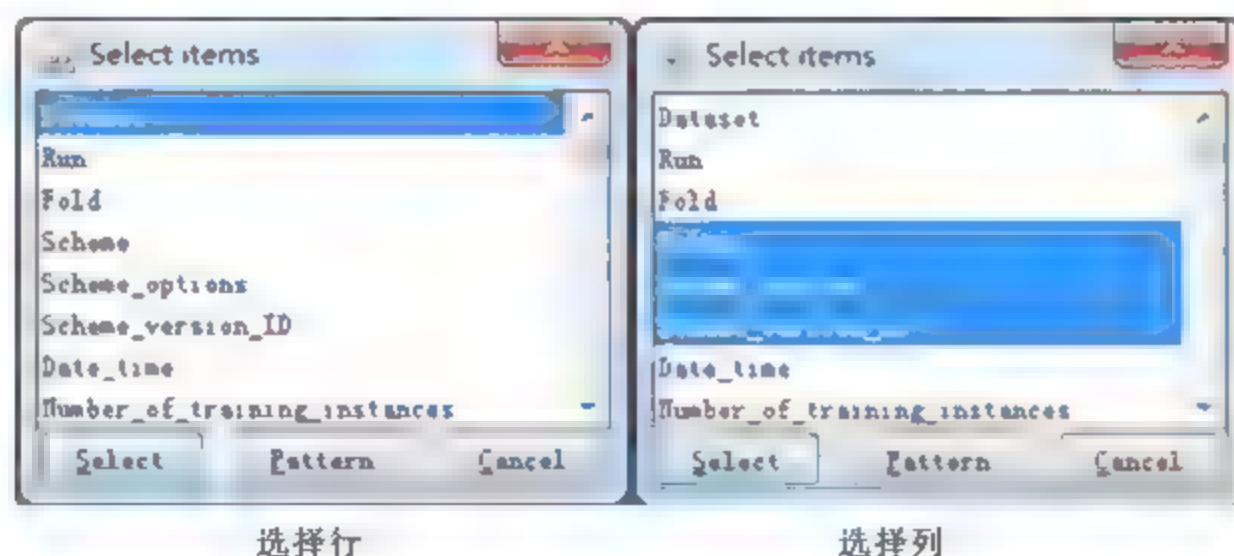 Select items
Run
Fold
Scheme
Scheme_options
Scheme_version_ID
Date_time
Number_of_training_instances
Select Pattern Cancel
选择行
Select items
Dataset
Run
Fold
Date_time
Number_of_training_instances
Select Pattern Cancel
选择列